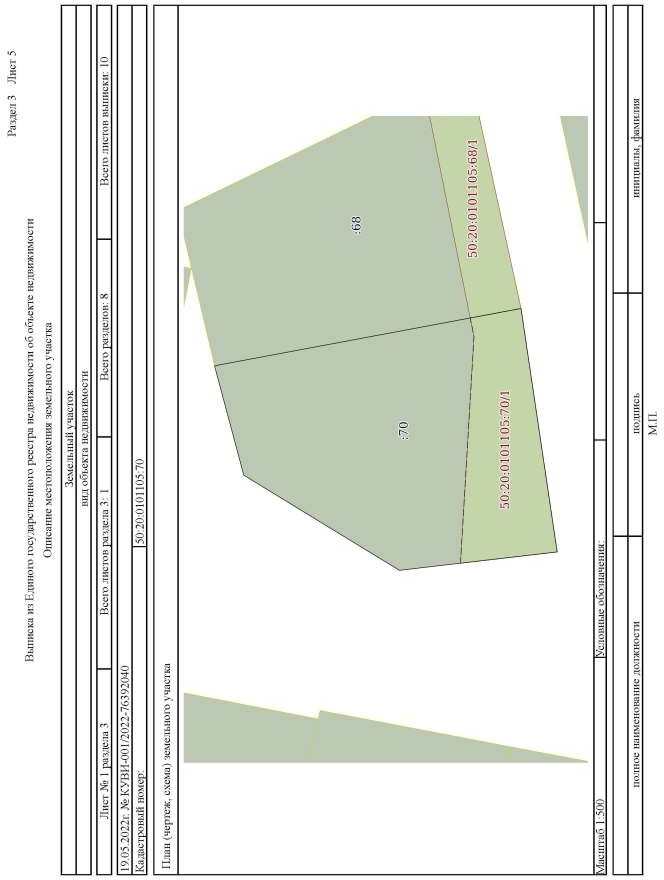 Раздел 3 Лист 5
Выписка из Единого государственного реестра недвижимости об объекте недвижимости
Описание местоположения земельного участка
Земельный участок
вид объекта недвижимости
Лист № 1 раздела 3 Всего листов раздела 3: 1 Всего разделов: 8 Всего листов выписки: 10
19.05.2022г. № КУВИ-001/2022-76392040
Кадастровый номер: 50:20:0101105:70
План (чертеж, схема) земельного участка
:68
50:20:0101105:68/1
:70
50:20:0101105:70/1
Масштаб 1:500 Условные обозначения:
полное наименование должности подпись инициалы, фамилия
М.П.